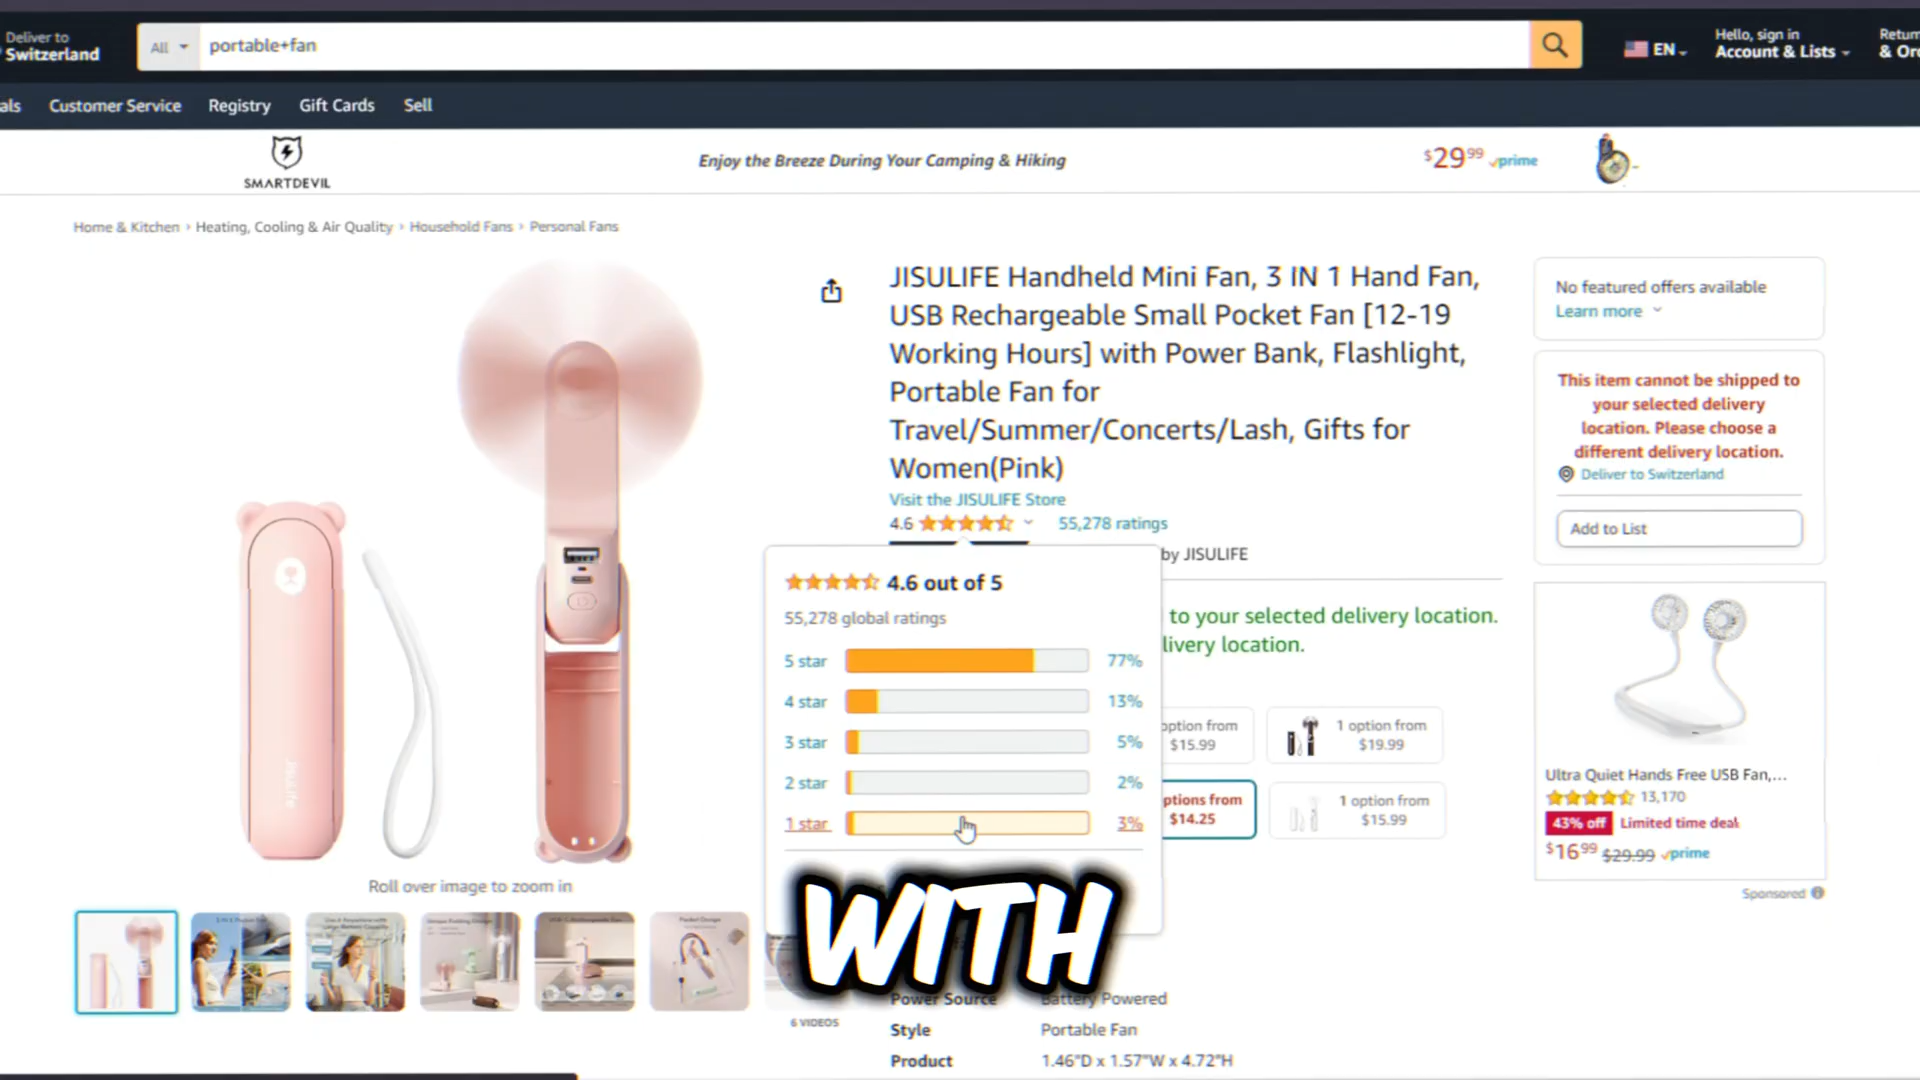 Deliver to
Switzerland
All
portable+fan
EN
Hello, sign in
Account & Lists
Return
& Or
als
Customer Service
Registry
Gift Cards
Sell
SMARTDEVIL
Enjoy the Breeze During Your Camping & Hiking
$29.99 prime
Home & Kitchen › Heating, Cooling & Air Quality › Household Fans › Personal Fans
JISULIFE Handheld Mini Fan, 3 IN 1 Hand Fan,
USB Rechargeable Small Pocket Fan [12-19
Working Hours] with Power Bank, Flashlight,
Portable Fan for
Travel/Summer/Concerts/Lash, Gifts for
Women(Pink)
Visit the JISULIFE Store
4.6
55,278 ratings
by JISULIFE
4.6 out of 5
55,278 global ratings
5 star 77%
4 star 13%
3 star 5%
2 star 2%
1 star 3%
to your selected delivery location.
livery location.
option from
$15.99
1 option from
$19.99
ptions from
$14.25
1 option from
$15.99
No featured offers available
Learn more
This item cannot be shipped to
your selected delivery
location. Please choose a
different delivery location.
Deliver to Switzerland
Add to List
Ultra Quiet Hands Free USB Fan,...
13,170
43% off Limited time deal
$16.99 $29.99 prime
Sponsored
Jisulife
Roll over image to zoom in
6 VIDEOS
WITH
Power Source Battery Powered
Style Portable Fan
Product 1.46"D x 1.57"W x 4.72"H